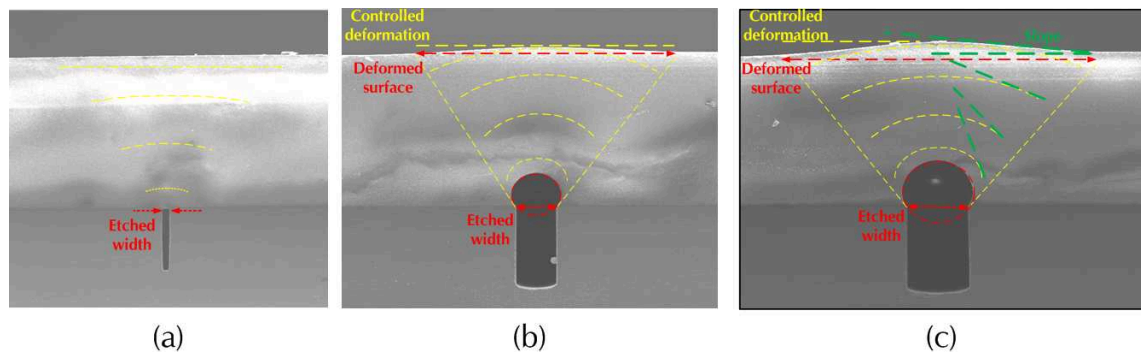 Etched
width
(a)
Controlled
deformation
Deformed
surface
Etched
width
(b)
Controlled
deformation
Slope
Deformed
surface
Etched
width
(c)